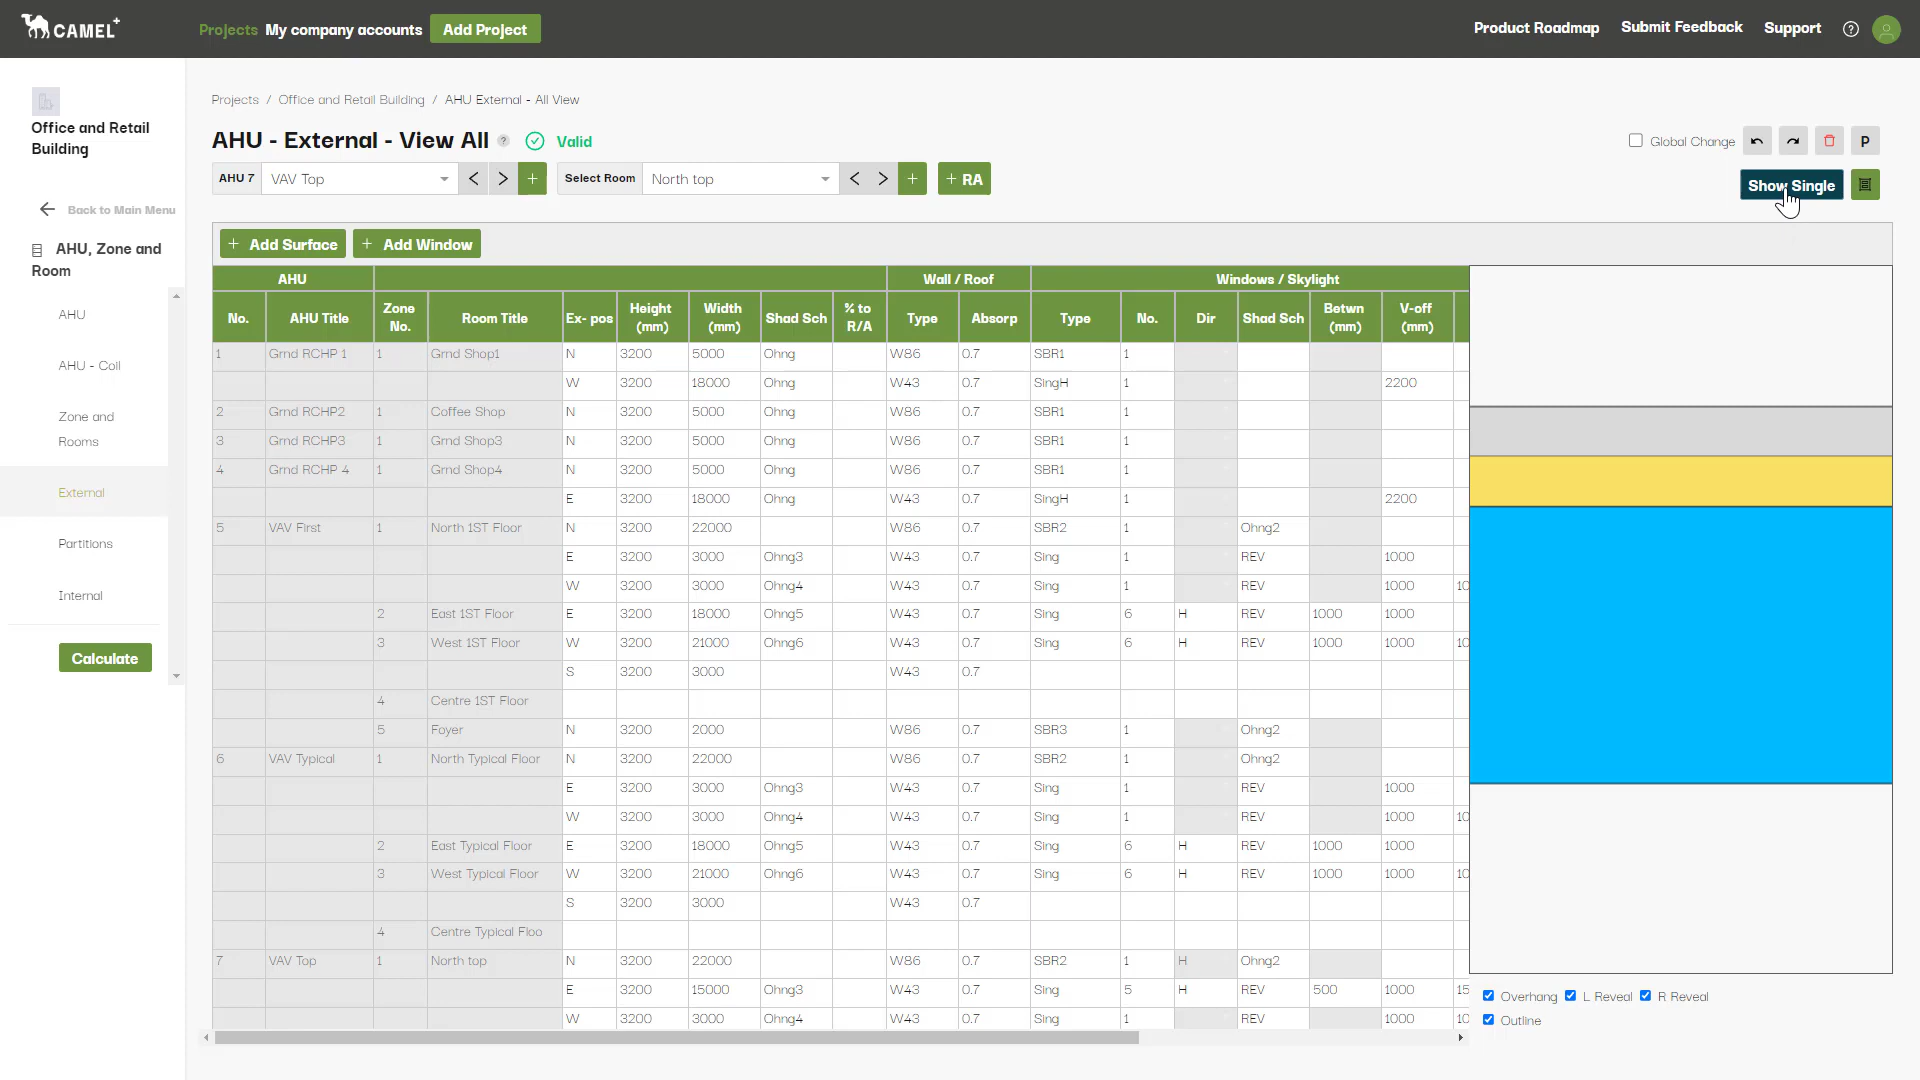 CAMEL+
Projects My company accounts Add Project
Product Roadmap Submit Feedback Support
Office and Retail
Building
Back to Main Menu
AHU, Zone and
Room
AHU
AHU - Coil
Zone and
Rooms
External
Partitions
Internal
Calculate
Projects / Office and Retail Building / AHU External - All View
AHU - External - View All ? Valid
Global Change P
AHU 7 VAV Top < > + Select Room North top < > + + RA
Show Single
+ Add Surface + Add Window
AHU Wall / Roof Windows / Skylight
No. AHU Title Zone No. Room Title Ex- pos Height (mm) Width (mm) Shad Sch % to R/A Type Absorp Type No. Dir Shad Sch Betwn (mm) V-off (mm)
1 Grnd RCHP 1 1 Grnd Shop1 N 3200 5000 Ohng W86 0.7 SBR1 1
W 3200 18000 Ohng W43 0.7 SingH 1 2200
2 Grnd RCHP2 1 Coffee Shop N 3200 5000 Ohng W86 0.7 SBR1 1
3 Grnd RCHP3 1 Grnd Shop3 N 3200 5000 Ohng W86 0.7 SBR1 1
4 Grnd RCHP 4 1 Grnd Shop4 N 3200 5000 Ohng W86 0.7 SBR1 1
E 3200 18000 Ohng W43 0.7 SingH 1 2200
5 VAV First 1 North 1ST Floor N 3200 22000 W86 0.7 SBR2 1 Ohng2
E 3200 3000 Ohng3 W43 0.7 Sing 1 REV 1000
W 3200 3000 Ohng4 W43 0.7 Sing 1 REV 1000 10
2 East 1ST Floor E 3200 18000 Ohng5 W43 0.7 Sing 6 H REV 1000 1000
3 West 1ST Floor W 3200 21000 Ohng6 W43 0.7 Sing 6 H REV 1000 1000 10
S 3200 3000 W43 0.7
4 Centre 1ST Floor
5 Foyer N 3200 2000 W86 0.7 SBR3 1 Ohng2
6 VAV Typical 1 North Typical Floor N 3200 22000 W86 0.7 SBR2 1 Ohng2
E 3200 3000 Ohng3 W43 0.7 Sing 1 REV 1000
W 3200 3000 Ohng4 W43 0.7 Sing 1 REV 1000 10
2 East Typical Floor E 3200 18000 Ohng5 W43 0.7 Sing 6 H REV 1000 1000
3 West Typical Floor W 3200 21000 Ohng6 W43 0.7 Sing 6 H REV 1000 1000 10
S 3200 3000 W43 0.7
4 Centre Typical Floo
7 VAV Top 1 North top N 3200 22000 W86 0.7 SBR2 1 H Ohng2
E 3200 15000 Ohng3 W43 0.7 Sing 5 H REV 500 1000 15
W 3200 3000 Ohng4 W43 0.7 Sing 1 REV 1000 10
Overhang L Reveal R Reveal
Outline